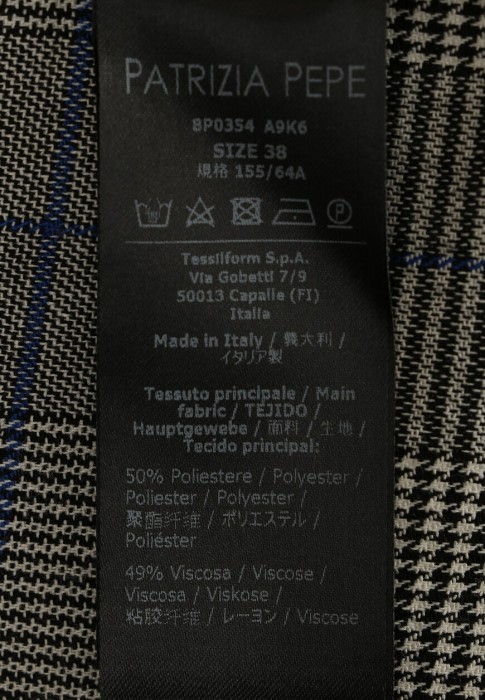 PATRIZIA PEPE
8P0354 A9K6
SIZE 38
規格 155/64A
P
Tessilform S.p.A.
Via Gobetti 7/9
50013 Capalle (FI)
Italia
Made in Italy / 義大利 /
イタリア製
Tessuto principale / Main
fabric / TEJIDO /
Hauptgewebe / 面料 / 生地 /
Tecido principal:
50% Poliestere / Polyester /
Poliester / Polyester /
聚酯纤维 / ポリエステル /
Poliéster
49% Viscosa / Viscose /
Viscosa / Viskose /
粘胶纤维 / レーヨン / Viscose